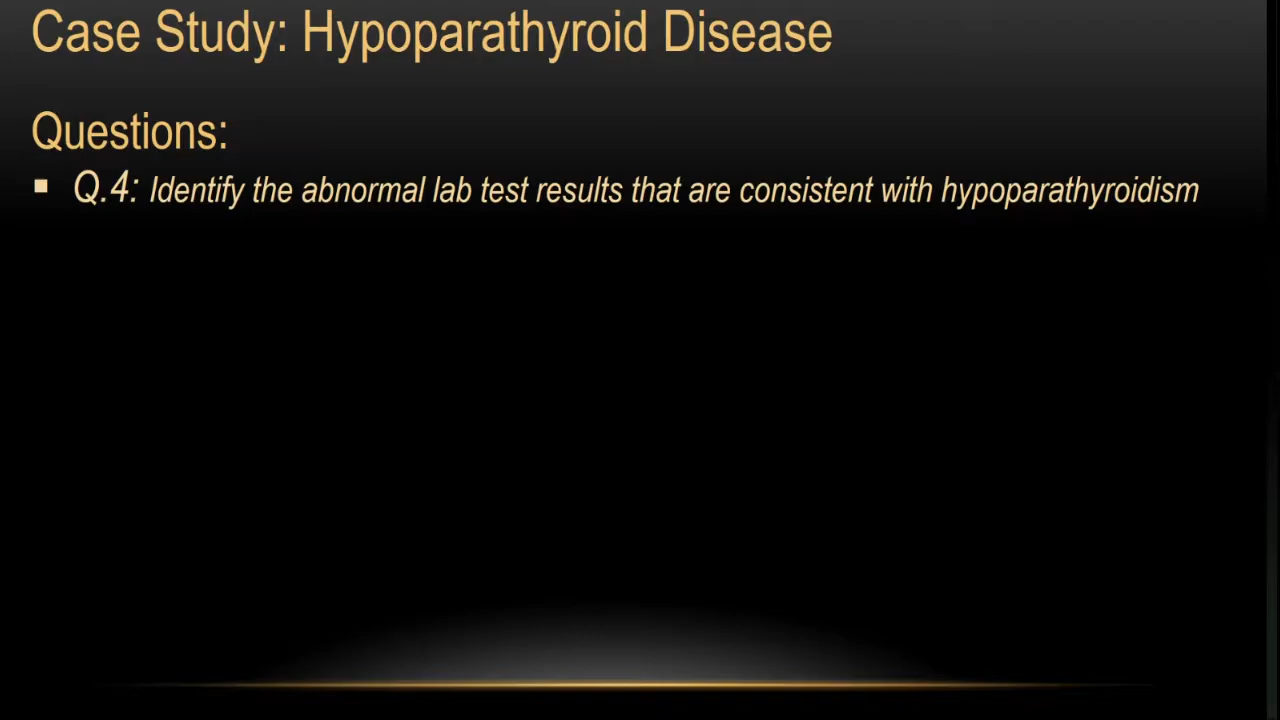 Case Study: Hypoparathyroid Disease
Questions:
▪ Q.4: Identify the abnormal lab test results that are consistent with hypoparathyroidism